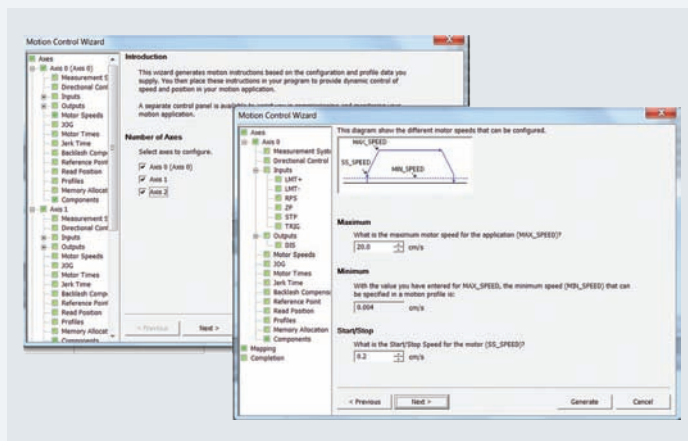 Motion Control Wizard
Axes
Axis 0 (Axis 0)
Measurement S
Directional Cont
Inputs
Outputs
Motor Speeds
JOG
Motor Times
Jerk Time
Backlash Compe
Reference Point
Read Position
Profiles
Memory Allocat
Components
Axis 1
Measurement S
Directional Cont
Inputs
Outputs
Motor Speeds
JOG
Motor Times
Jerk Time
Backlash Comp
Reference Point
Read Position
Profiles
Memory Allocat
Components
Introduction
This wizard generates motion instructions based on the configuration and profile data you
supply. You then place these instructions in your program to provide dynamic control of
speed and position in your motion application.
A separate control panel is available
motion application.
Number of Axes
Select axes to configure.
Axis 0 (Axis 0)
Axis 1
Axis 2
< Previous
Next >
Motion Control Wizard
Axes
Axis 0
Measurement Syste
Directional Control
Inputs
LMT+
LMT-
RPS
ZP
STP
TRIG
Outputs
DIS
Motor Speeds
JOG
Motor Times
Jerk Time
Backlash Compensa
Reference Point
Read Position
Profiles
Memory Allocation
Components
Mapping
Completion
This diagram show the different motor speeds that can be configured.
MAX_SPEED
SS_SPEED
MIN_SPEED
Maximum
What is the maximum motor speed for the application (MAX_SPEED)?
20.0 cm/s
Minimum
With the value you have entered for MAX_SPEED, the minimum speed (MIN_SPEED) that can
be specified in a motion profile is:
0.004 cm/s
Start/Stop
What is the Start/Stop Speed for the motor (SS_SPEED)?
0.2 cm/s
< Previous
Next >
Generate
Cancel